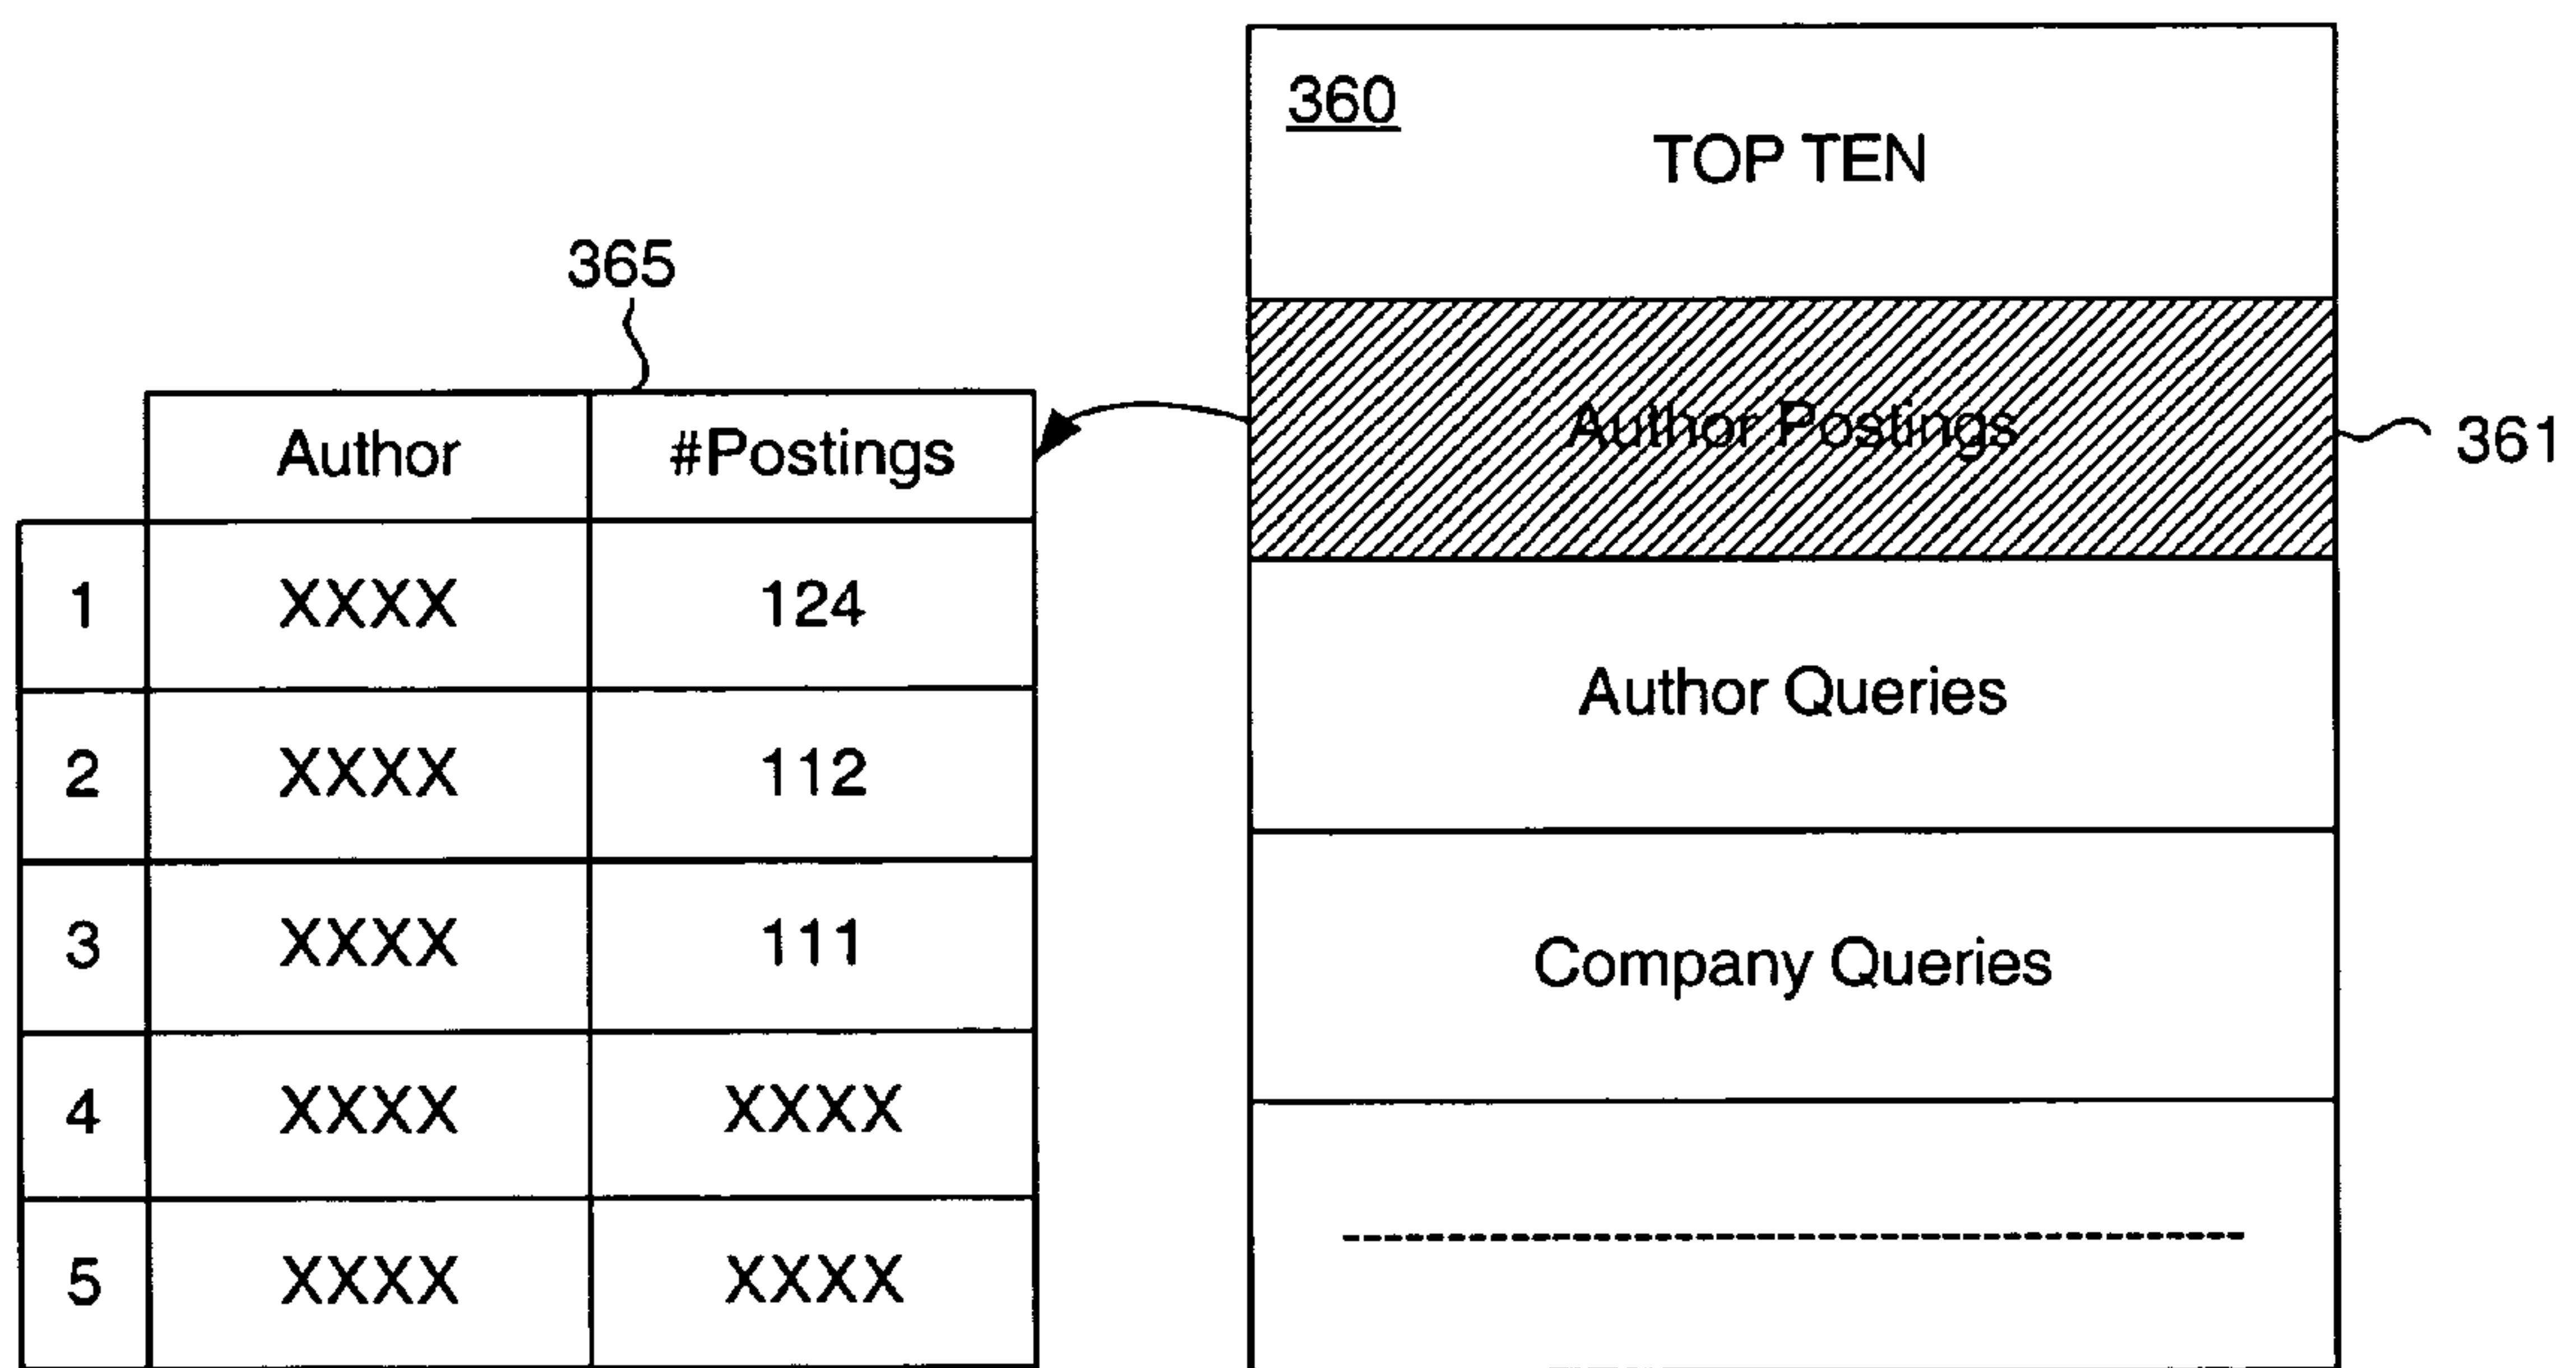 365
Author #Postings
1 XXXX 124
2 XXXX 112
3 XXXX 111
4 XXXX XXXX
5 XXXX XXXX
360
TOP TEN
Author Postings
361
Author Queries
Company Queries